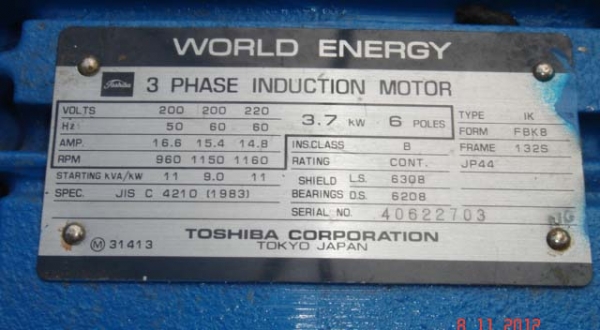 WORLD ENERGY
Toshiba 3 PHASE INDUCTION MOTOR
VOLTS 200 200 220
Hz 50 60 60
AMP. 16.6 15.4 14.8
RPM 960 1150 1160
STARTING kVA/kW 11 9.0 11
SPEC. JIS C 4210 (1983)
3.7 kW 6 POLES
INS.CLASS B
RATING CONT.
SHIELD L.S. 6308
BEARINGS O.S. 6208
SERIAL NO. 40622703
TYPE IK
FORM FBK8
FRAME 132S
JP44
NG
M 31413
TOSHIBA CORPORATION
TOKYO JAPAN
8 11 2012